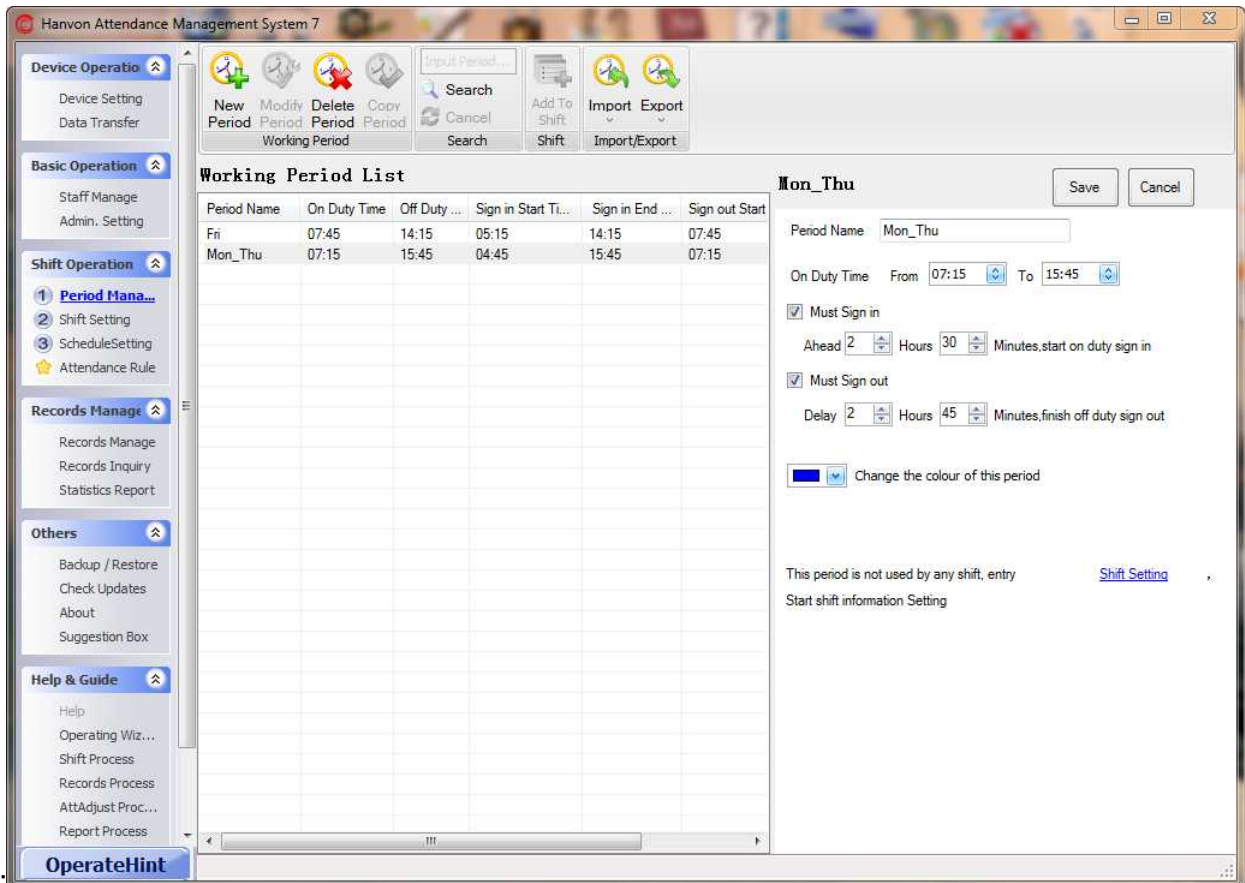 Hanvon Attendance Management System 7
Device Operatio
Device Setting
Data Transfer
Basic Operation
Staff Manage
Admin. Setting
Shift Operation
1 Period Mana...
2 Shift Setting
3 ScheduleSetting
Attendance Rule
Records Manage
Records Manage
Records Inquiry
Statistics Report
Others
Backup / Restore
Check Updates
About
Suggestion Box
Help & Guide
Help
Operating Wiz...
Shift Process
Records Process
AttAdjust Proc...
Report Process
OperateHint
New Period
Modify Period
Delete Period
Copy Period
Working Period
Input Period...
Search
Cancel
Search
Add To Shift
Shift
Import Export
Import/Export
Working Period List
Period Name On Duty Time Off Duty ... Sign in Start Ti... Sign in End ... Sign out Start
Fri 07:45 14:15 05:15 14:15 07:45
Mon_Thu 07:15 15:45 04:45 15:45 07:15
Mon_Thu
Save Cancel
Period Name Mon_Thu
On Duty Time From 07:15 To 15:45
Must Sign in
Ahead 2 Hours 30 Minutes,start on duty sign in
Must Sign out
Delay 2 Hours 45 Minutes,finish off duty sign out
Change the colour of this period
This period is not used by any shift, entry Shift Setting ,
Start shift information Setting
.